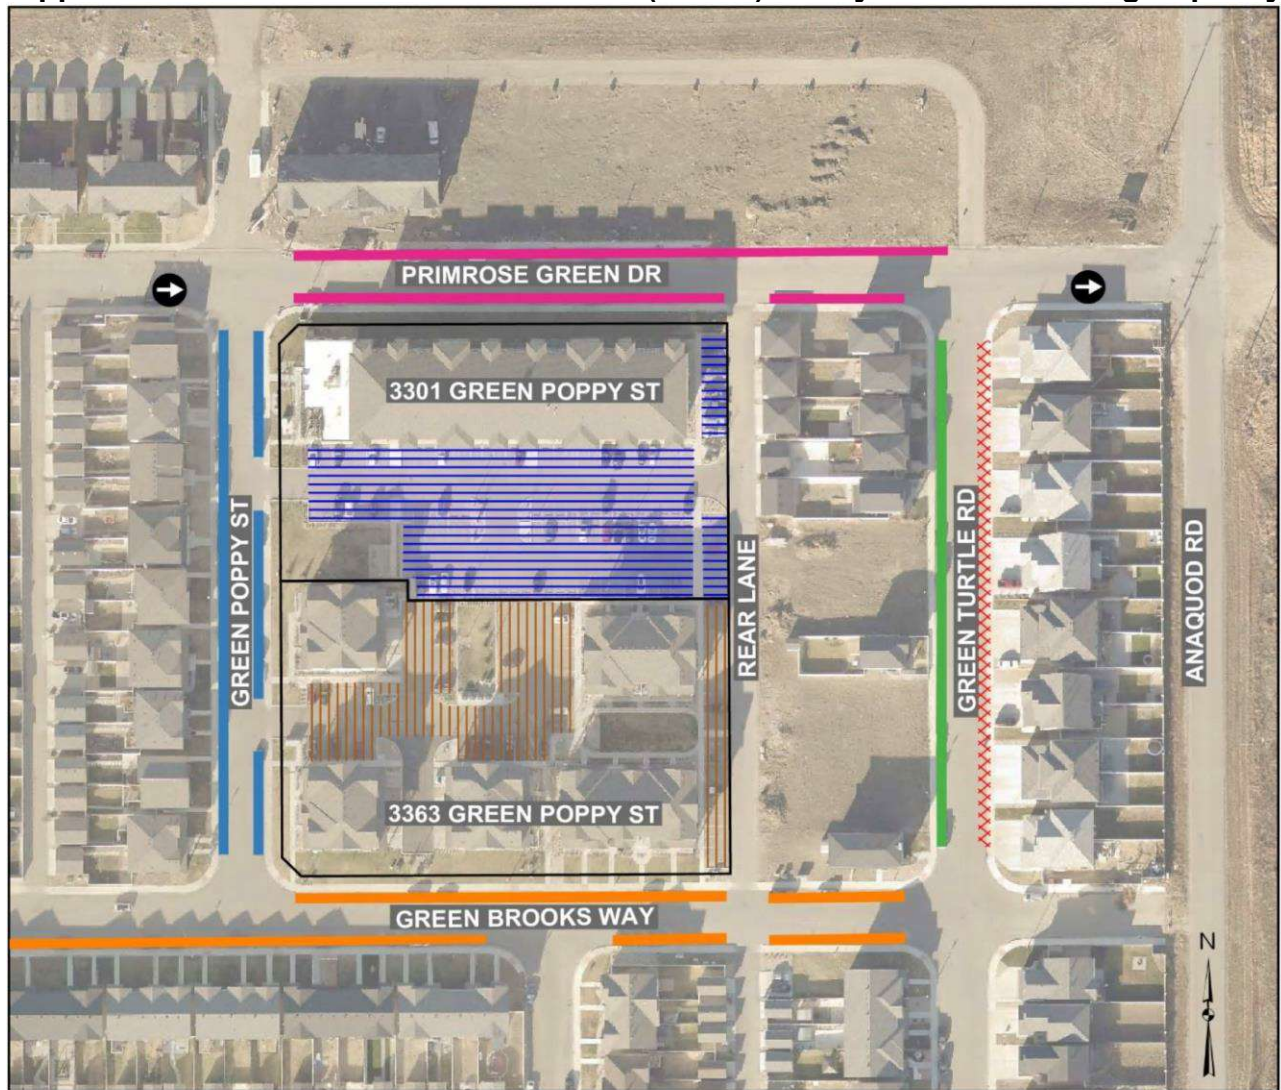 PRIMROSE GREEN DR
3301 GREEN POPPY ST
GREEN POPPY ST
REAR LANE
GREEN TURTLE RD
ANAQUOD RD
3363 GREEN POPPY ST
GREEN BROOKS WAY
N